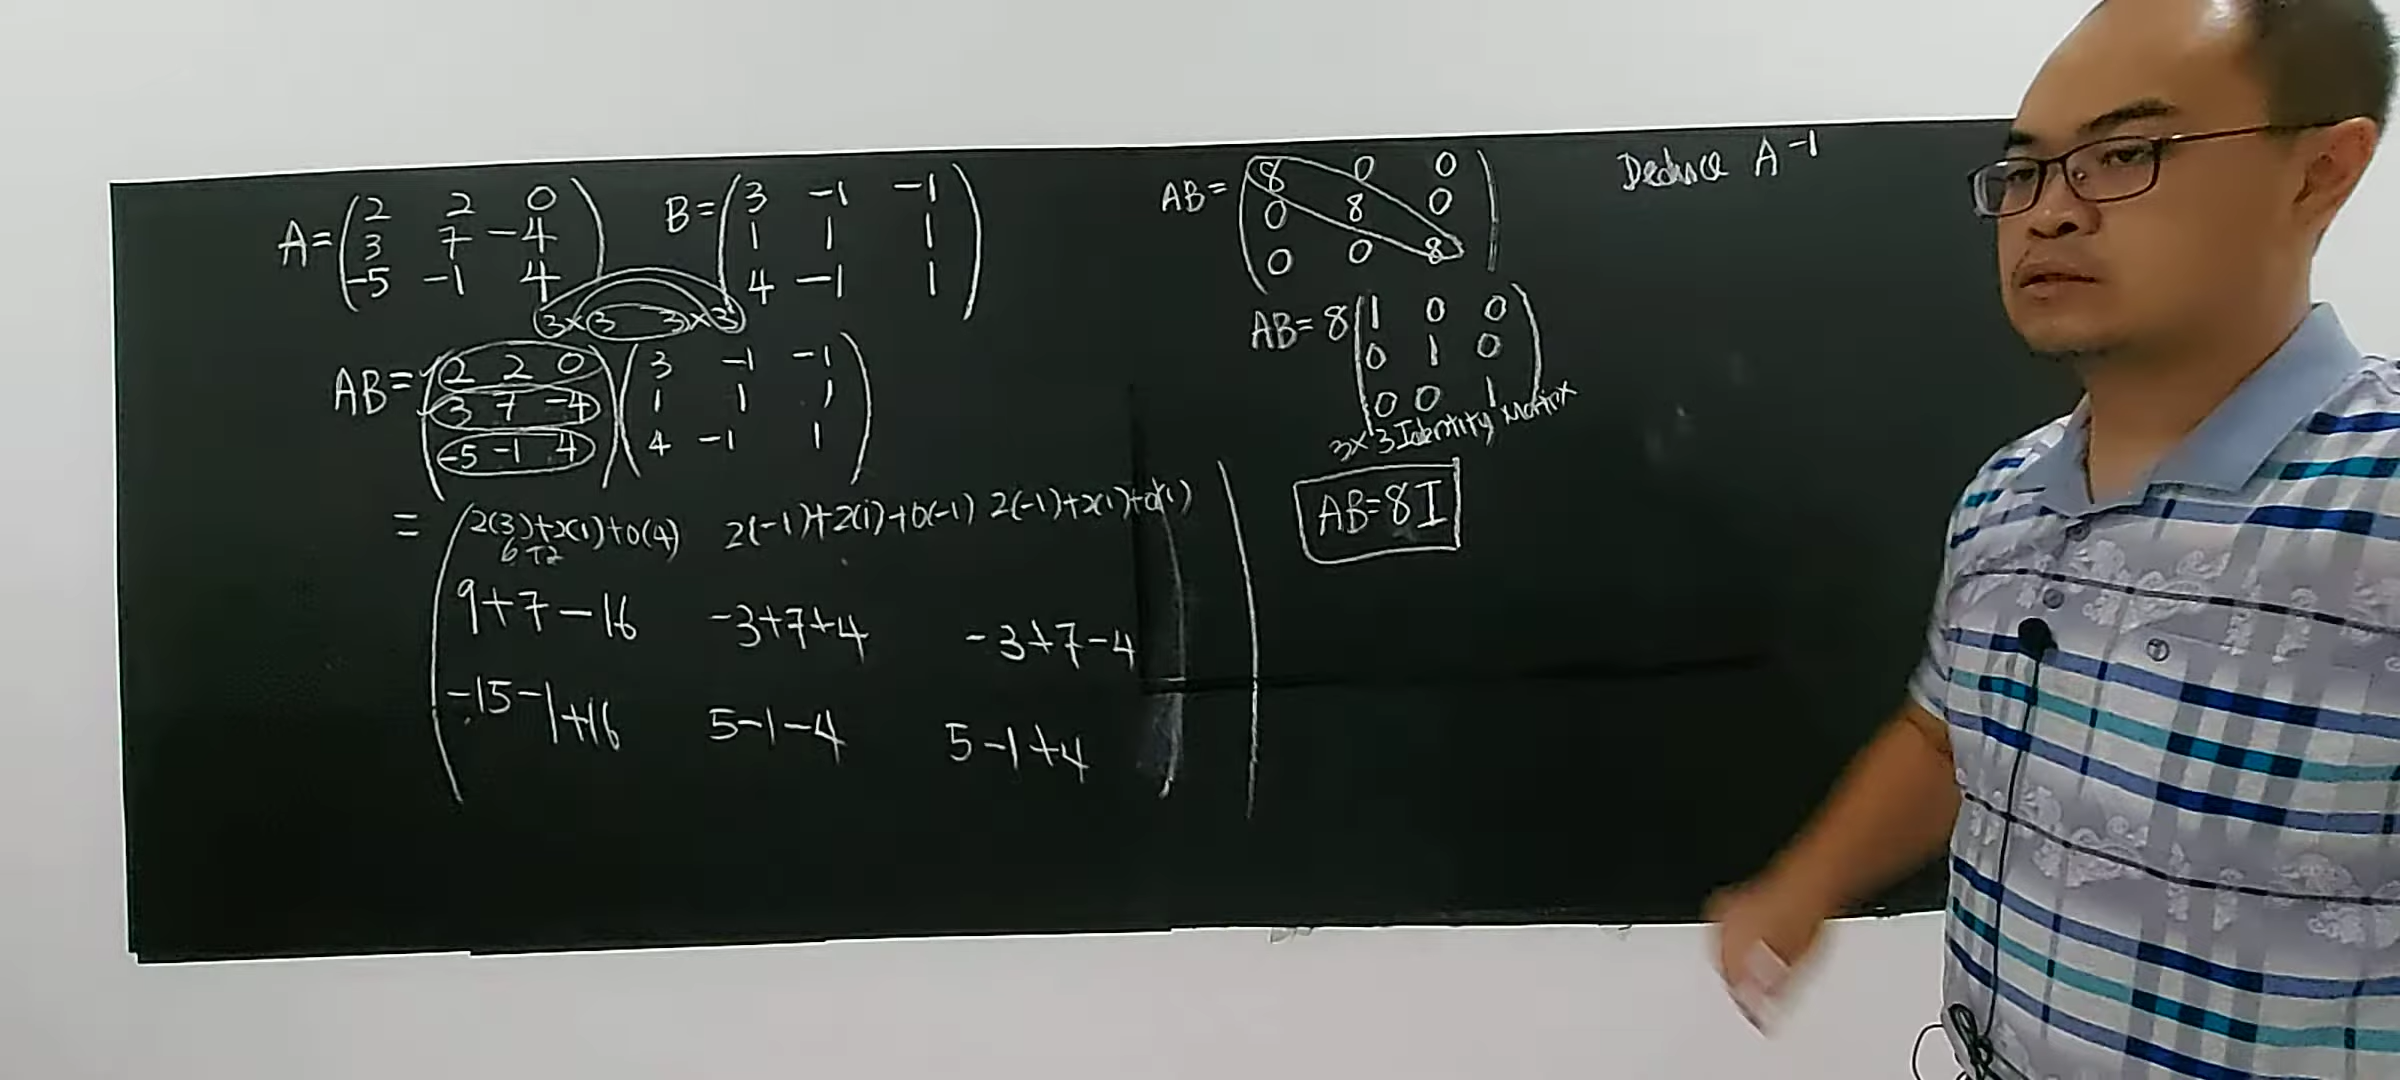 A= ( 2 2 0
3 7 -4
-5 -1 4 )
B= ( 3 -1 -1
1 1 1
4 -1 1 )
3×3 3×3
AB= ( 2 2 0
3 7 -4
-5 -1 4 ) ( 3 -1 -1
1 1 1
4 -1 1 )
= ( 2(3)+2(1)+0(4) 2(-1)+2(1)+0(-1) 2(-1)+2(1)+0(1)
6+2
9+7-16 -3+7+4 -3+7-4
-15-1+16 5-1-4 5-1+4 )
AB= ( 8 0 0
0 8 0
0 0 8 )
AB=8 ( 1 0 0
0 1 0
0 0 1 )
3×3 Identity Matrix
AB=8I
Deduce A⁻¹